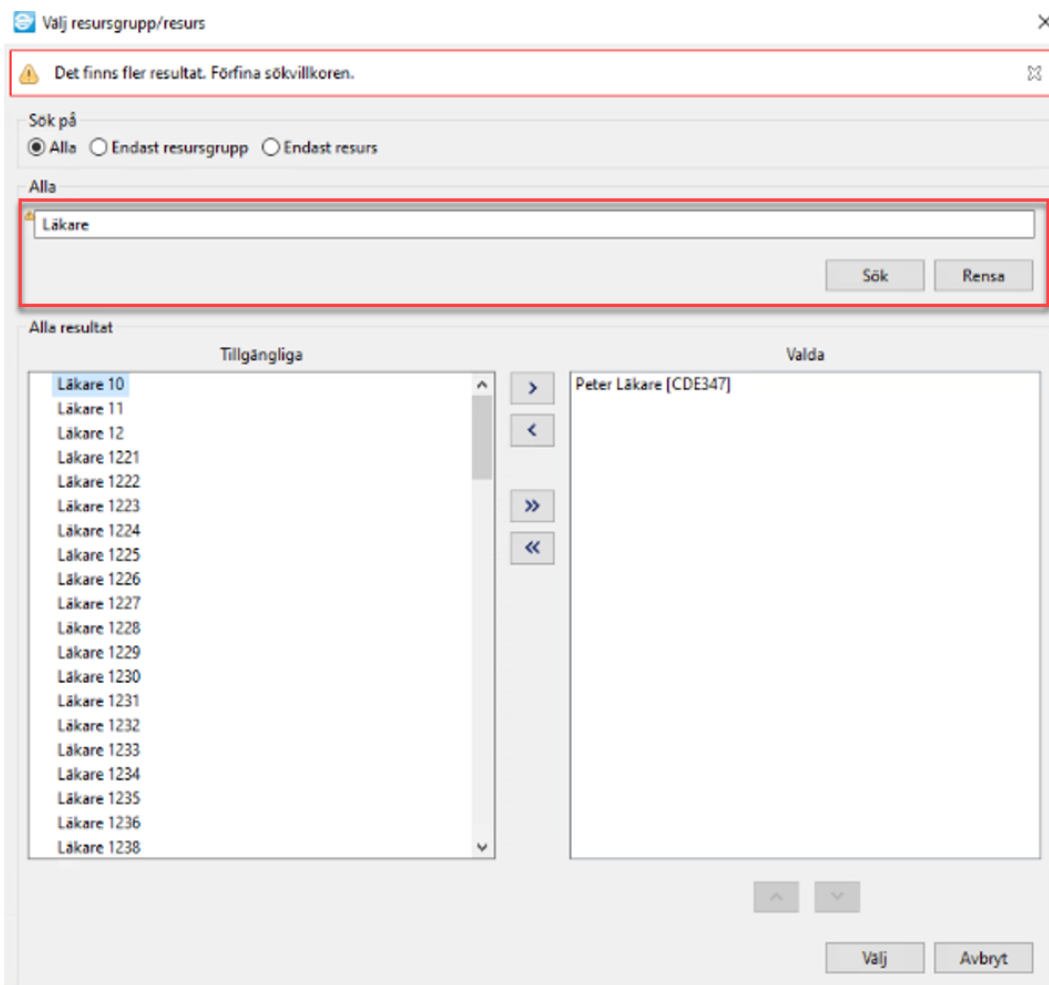 Välj resursgrupp/resurs
Det finns fler resultat. Förfina sökvillkoren.
Sök på
Alla Endast resursgrupp Endast resurs
Alla
Läkare
Sök Rensa
Alla resultat
Tillgängliga
Läkare 10
Läkare 11
Läkare 12
Läkare 1221
Läkare 1222
Läkare 1223
Läkare 1224
Läkare 1225
Läkare 1226
Läkare 1227
Läkare 1228
Läkare 1229
Läkare 1230
Läkare 1231
Läkare 1232
Läkare 1233
Läkare 1234
Läkare 1235
Läkare 1236
Läkare 1238
Valda
Peter Läkare [CDE347]
Välj Avbryt